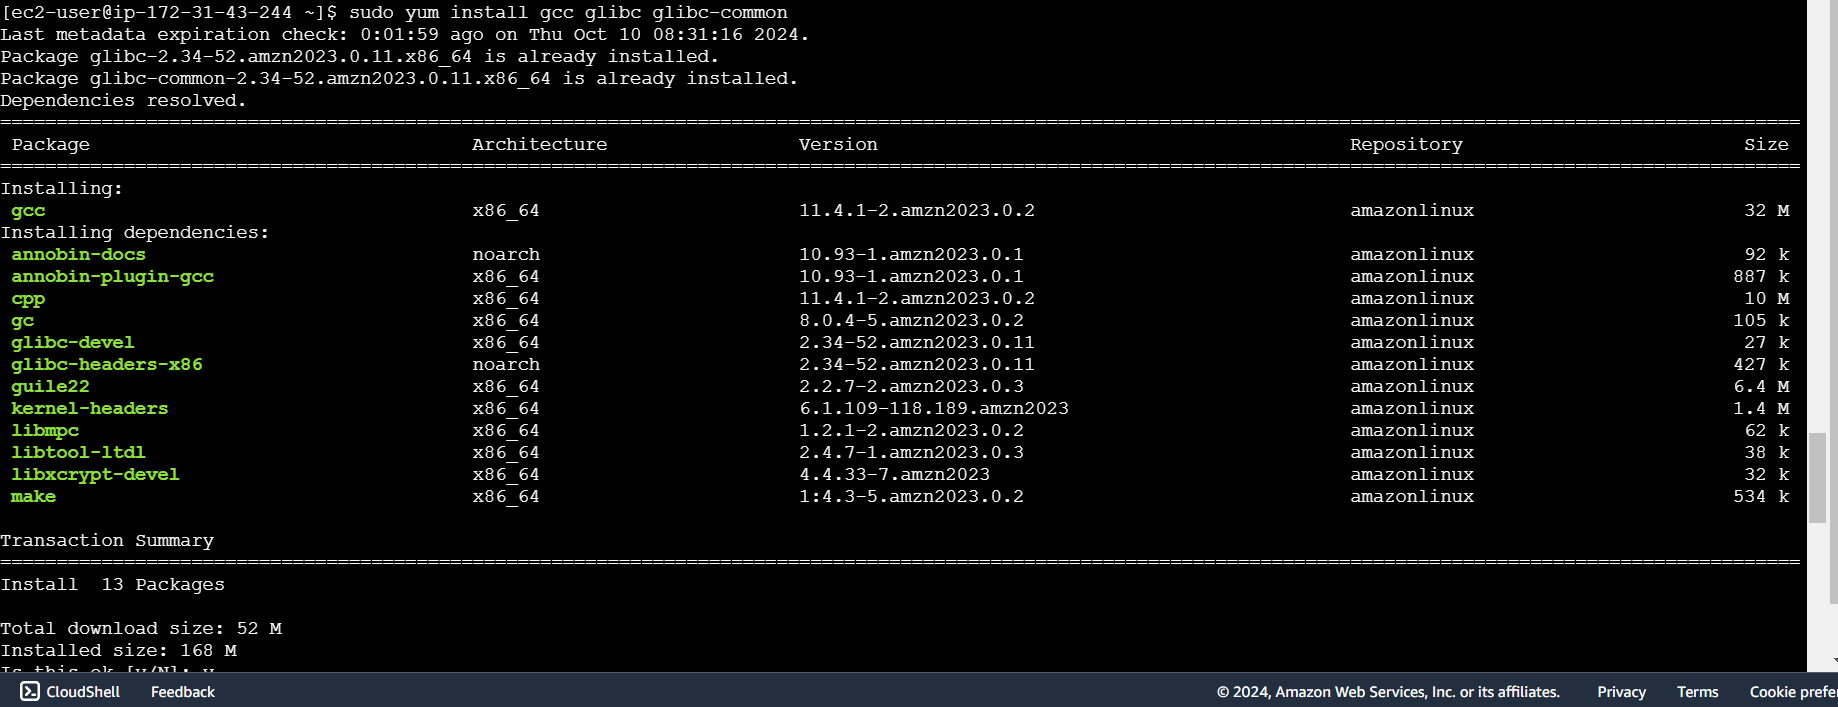 [ec2-user@ip-172-31-43-244 ~]$ sudo yum install gcc glibc glibc-common
Last metadata expiration check: 0:01:59 ago on Thu Oct 10 08:31:16 2024.
Package glibc-2.34-52.amzn2023.0.11.x86_64 is already installed.
Package glibc-common-2.34-52.amzn2023.0.11.x86_64 is already installed.
Dependencies resolved.
Package Architecture Version Repository Size
Installing:
gcc x86_64 11.4.1-2.amzn2023.0.2 amazonlinux 32 M
Installing dependencies:
annobin-docs noarch 10.93-1.amzn2023.0.1 amazonlinux 92 k
annobin-plugin-gcc x86_64 10.93-1.amzn2023.0.1 amazonlinux 887 k
cpp x86_64 11.4.1-2.amzn2023.0.2 amazonlinux 10 M
gc x86_64 8.0.4-5.amzn2023.0.2 amazonlinux 105 k
glibc-devel x86_64 2.34-52.amzn2023.0.11 amazonlinux 27 k
glibc-headers-x86 noarch 2.34-52.amzn2023.0.11 amazonlinux 427 k
guile22 x86_64 2.2.7-2.amzn2023.0.3 amazonlinux 6.4 M
kernel-headers x86_64 6.1.109-118.189.amzn2023 amazonlinux 1.4 M
libmpc x86_64 1.2.1-2.amzn2023.0.2 amazonlinux 62 k
libtool-ltdl x86_64 2.4.7-1.amzn2023.0.3 amazonlinux 38 k
libxcrypt-devel x86_64 4.4.33-7.amzn2023 amazonlinux 32 k
make x86_64 1:4.3-5.amzn2023.0.2 amazonlinux 534 k
Transaction Summary
Install 13 Packages
Total download size: 52 M
Installed size: 168 M
Is this ok [y/N]: y
CloudShell Feedback © 2024, Amazon Web Services, Inc. or its affiliates. Privacy Terms Cookie prefer